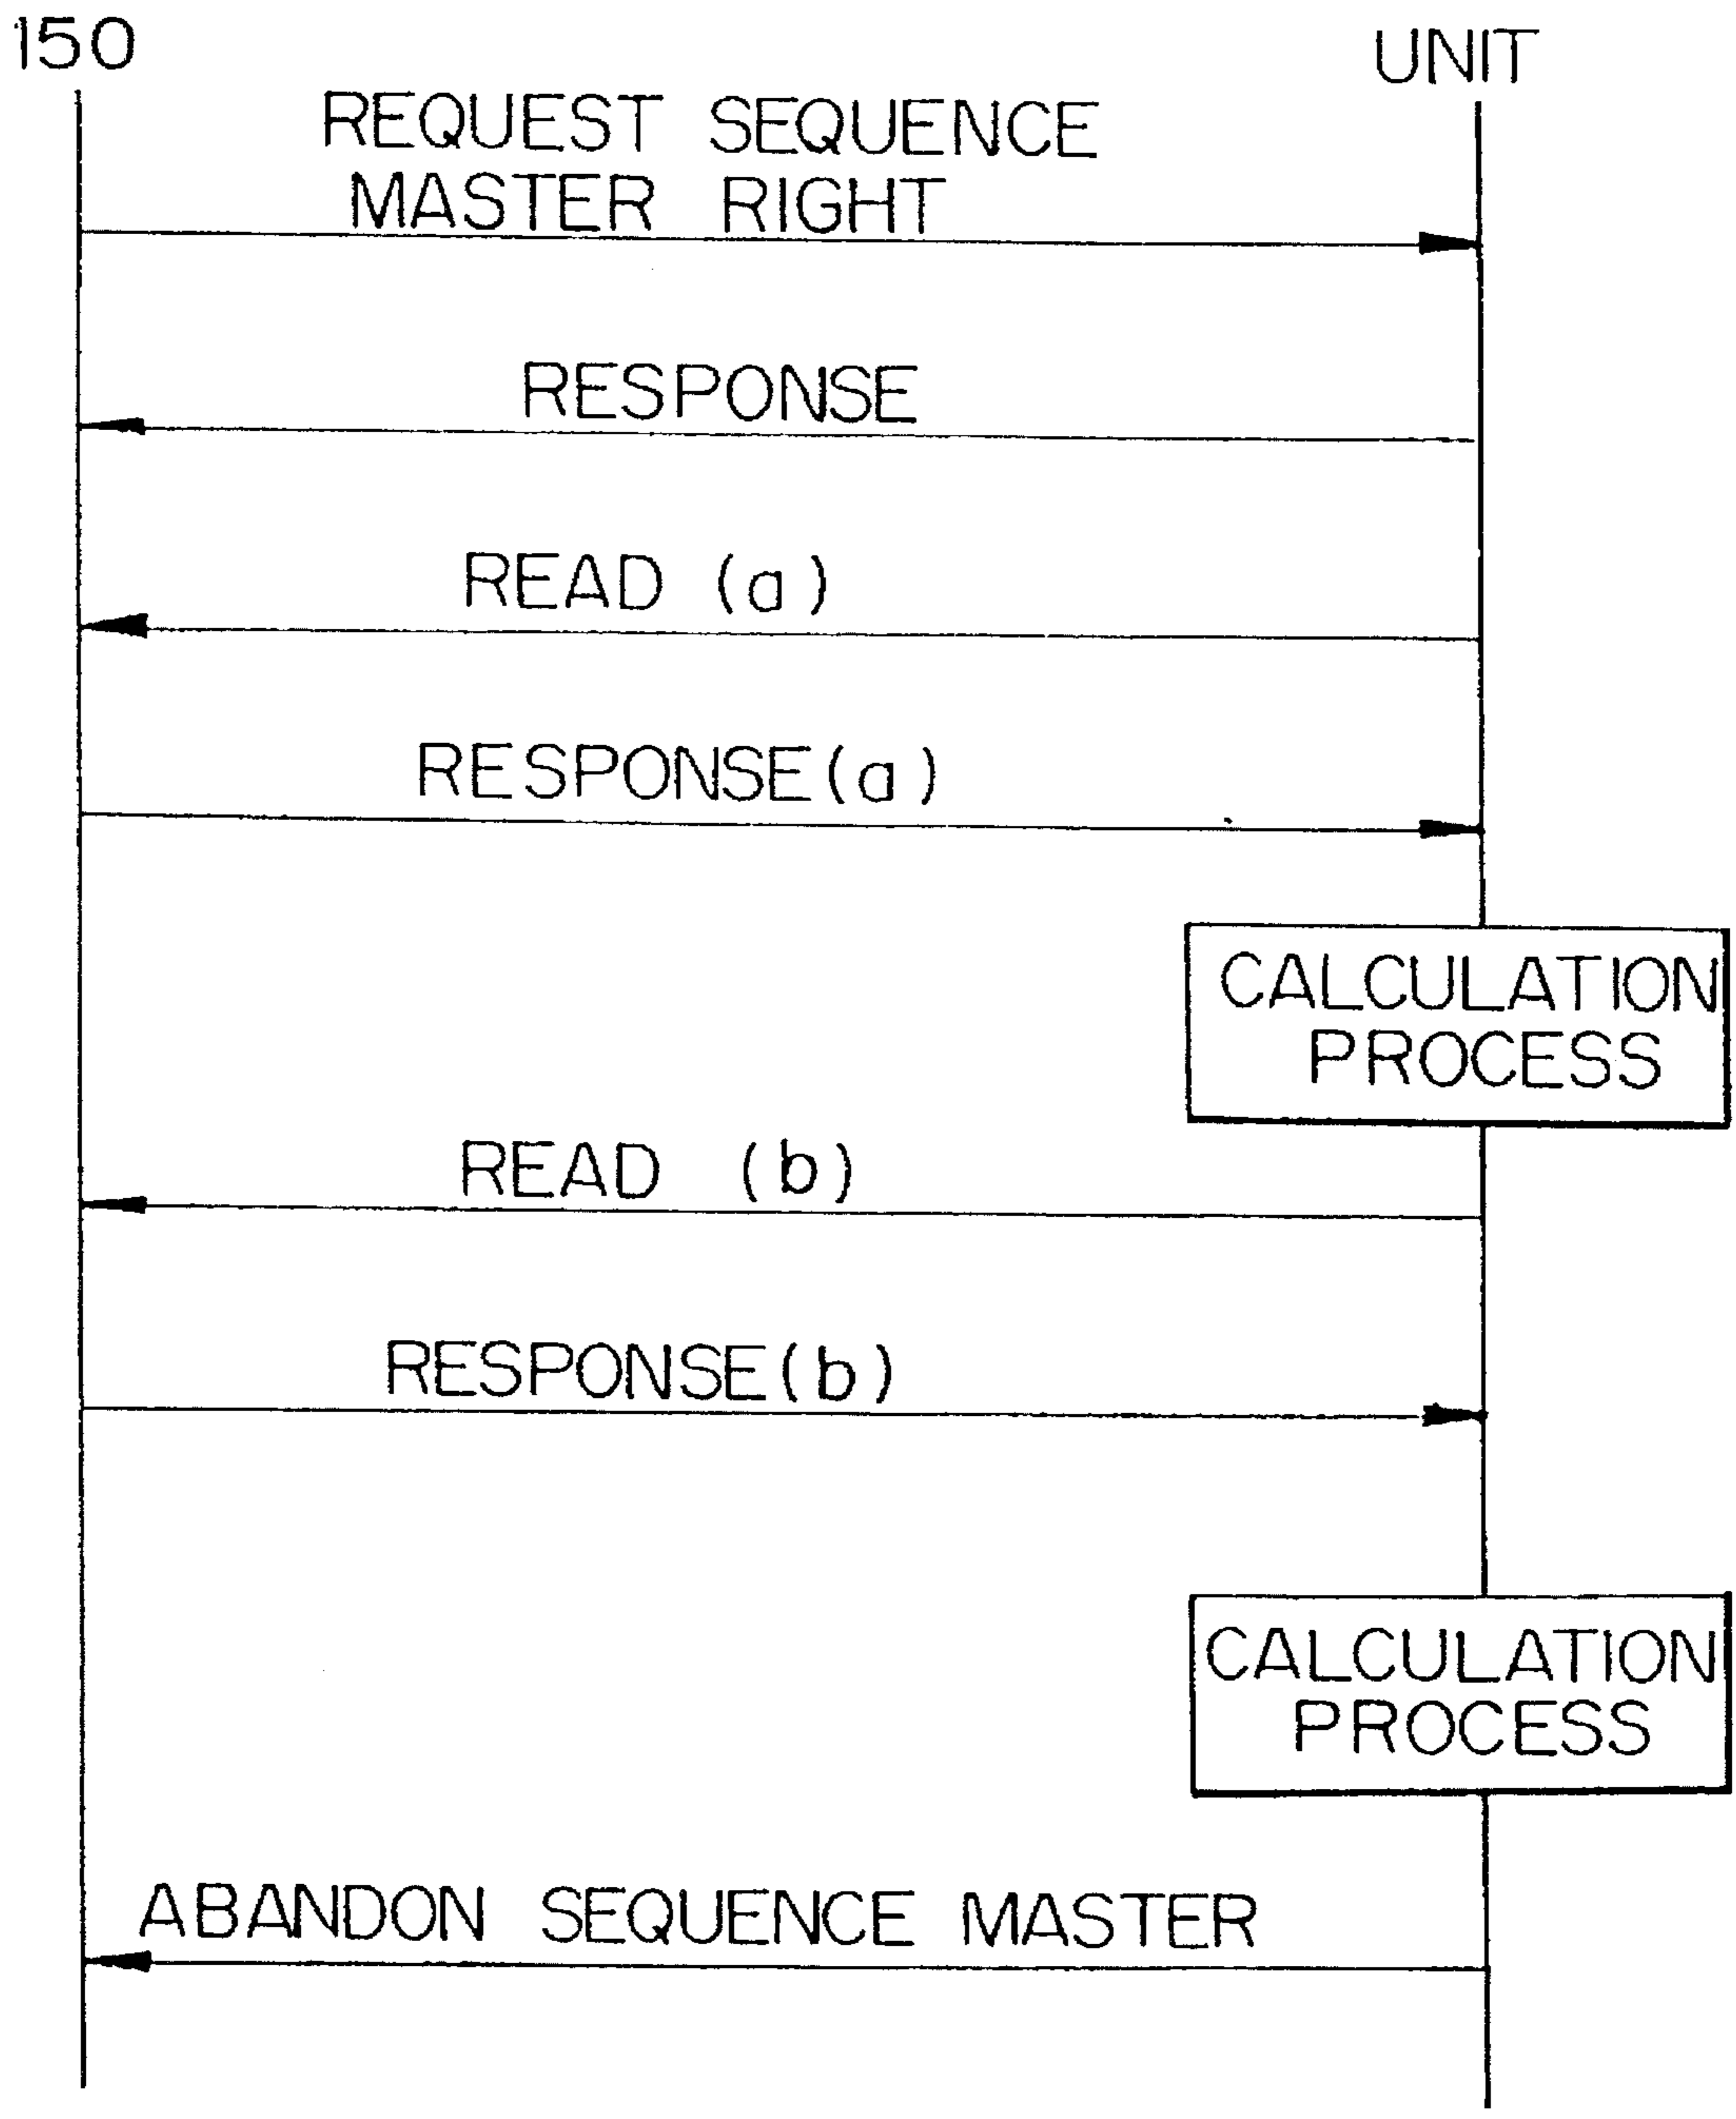 150
UNIT
REQUEST SEQUENCE
MASTER RIGHT
RESPONSE
READ (a)
RESPONSE(a)
CALCULATION
PROCESS
READ (b)
RESPONSE(b)
CALCULATION
PROCESS
ABANDON SEQUENCE MASTER